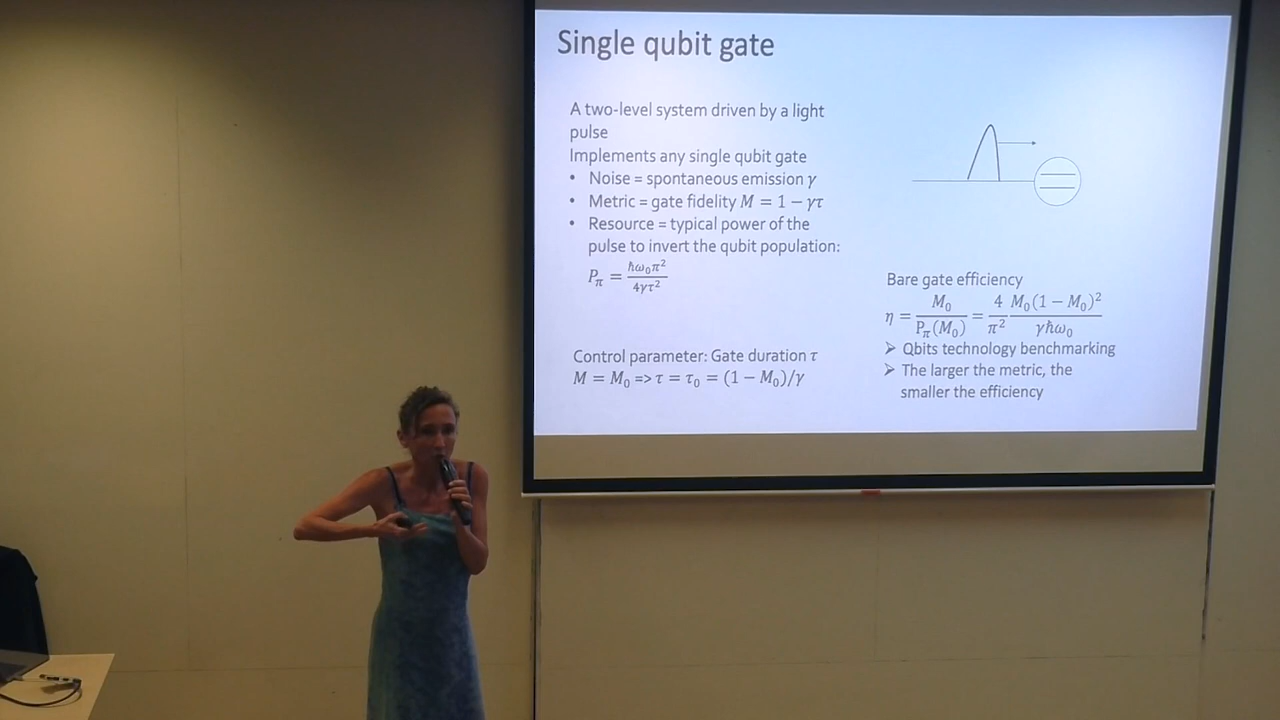 Single qubit gate
A two-level system driven by a light
pulse
Implements any single qubit gate
• Noise = spontaneous emission γ
• Metric = gate fidelity M = 1 − γτ
• Resource = typical power of the
pulse to invert the qubit population:
P_π = ħω₀π² / 4γτ²
Control parameter: Gate duration τ
M = M₀ => τ = τ₀ = (1 − M₀)/γ
Bare gate efficiency
η = M₀ / P_π(M₀) = 4/π² M₀(1 − M₀)² / γħω₀
➢ Qbits technology benchmarking
➢ The larger the metric, the
smaller the efficiency